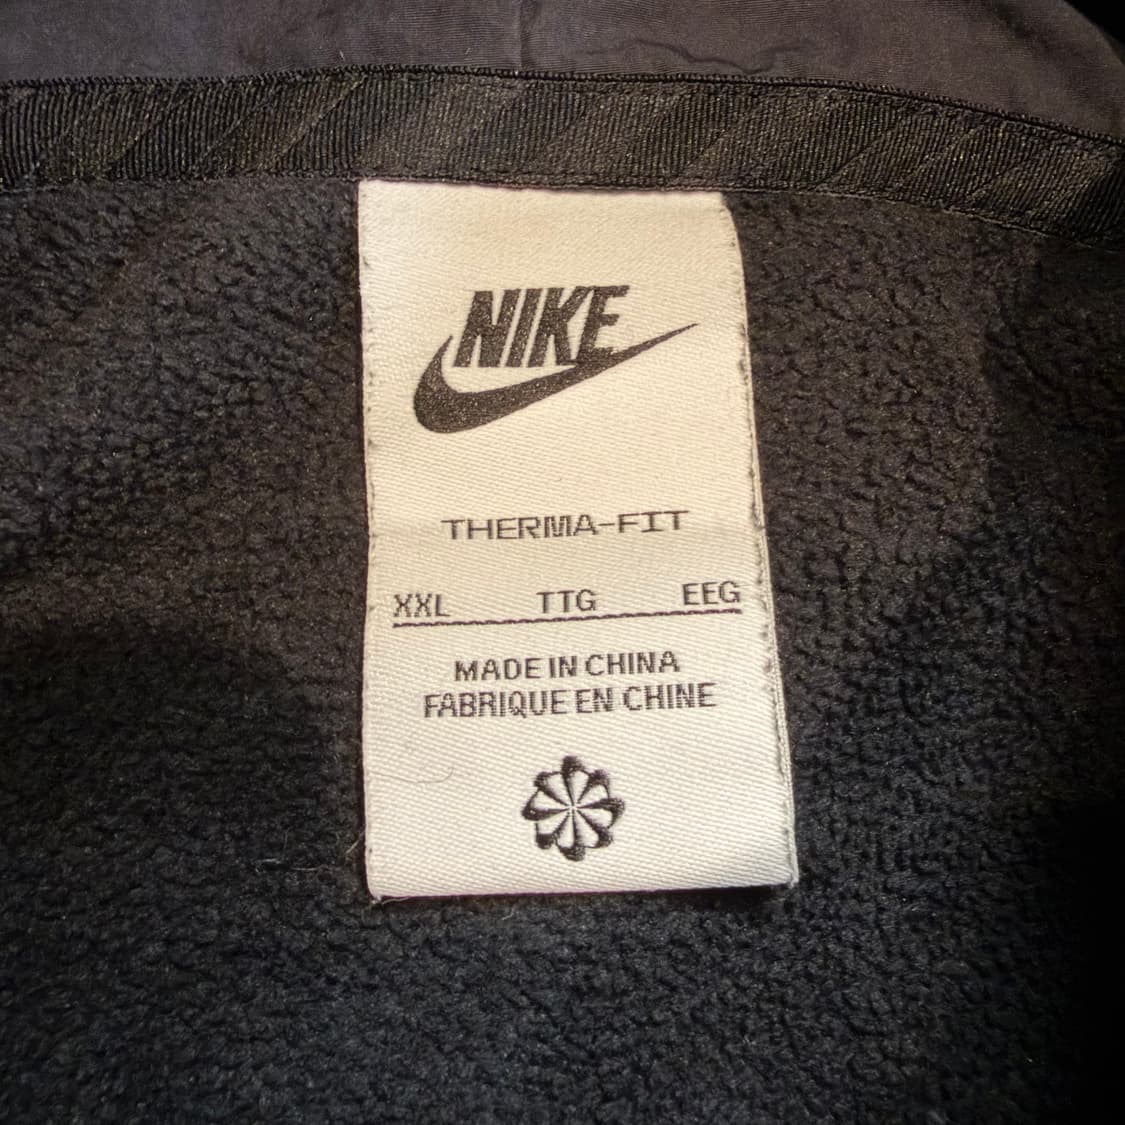 NIKE
THERMA-FIT
XXL TTG EEG
MADE IN CHINA
FABRIQUE EN CHINE